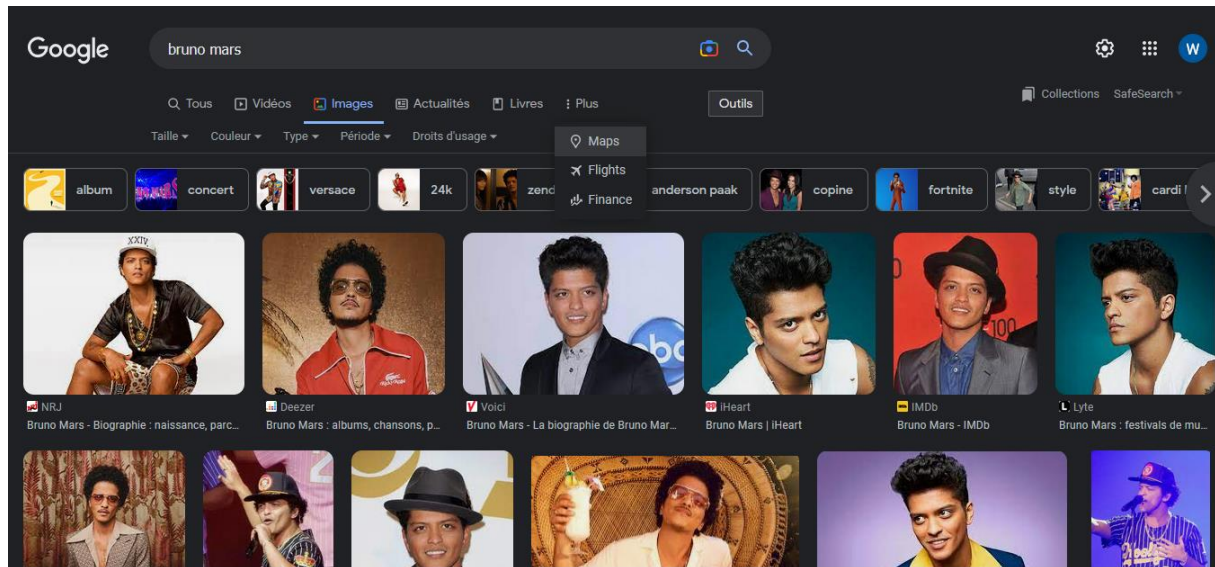 Google
bruno mars
W
Tous Vidéos Images Actualités Livres Plus Outils
Collections SafeSearch
Taille Couleur Type Période Droits d'usage
Maps
Flights
Finance
album concert versace 24k zend anderson paak copine fortnite style cardi
XXIV
abc
100
NRJ
Bruno Mars - Biographie : naissance, parc...
Deezer
Bruno Mars : albums, chansons, p...
Voici
Bruno Mars - La biographie de Bruno Mar...
iHeart
Bruno Mars | iHeart
IMDb
Bruno Mars - IMDb
Lyte
Bruno Mars : festivals de mu...